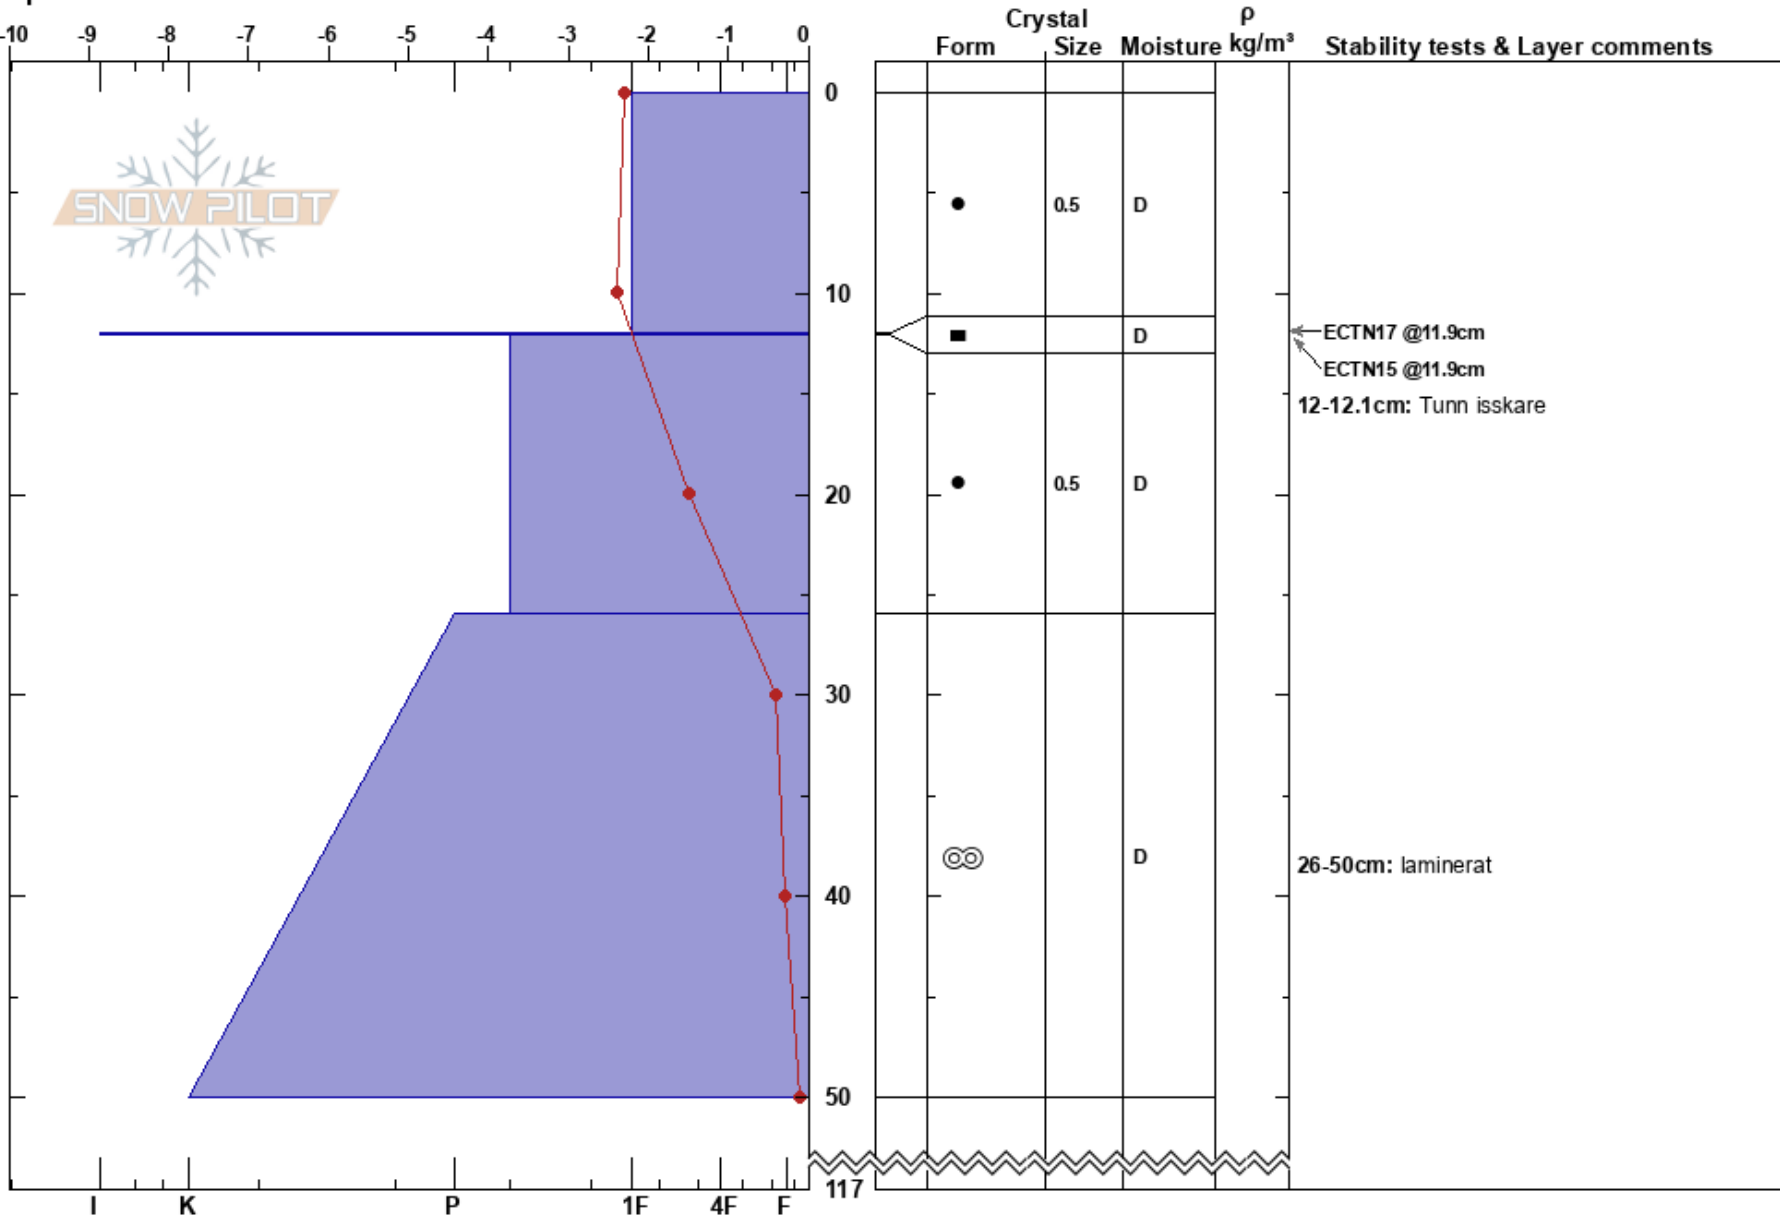 Crystal ρ
-10 -9 -8 -7 -6 -5 -4 -3 -2 -1 0 Form Size Moisture kg/m³ Stability tests & Layer comments
0
SNOW PILOT
0.5 D
10
D ECTN17 @11.9cm
ECTN15 @11.9cm
12-12.1cm: Tunn isskare
0.5 D
20
30
D
26-50cm: laminerat
40
50
117
I K P 1F 4F F